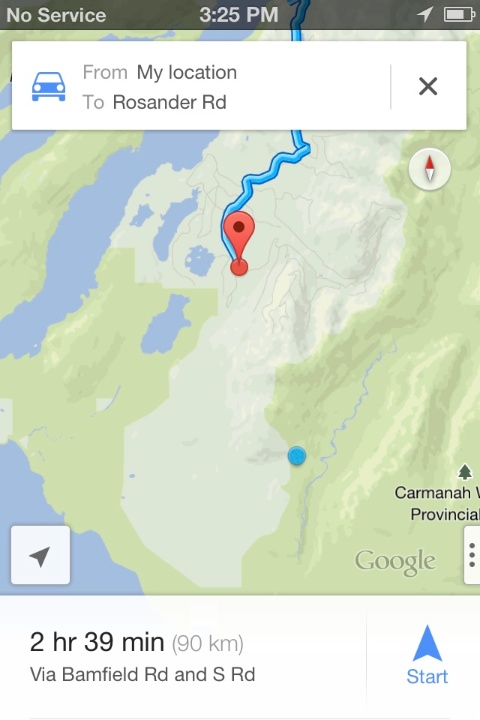 No Service 3:25 PM
From My location
To Rosander Rd
Carmanah
Provincial
Google
2 hr 39 min (90 km)
Via Bamfield Rd and S Rd
Start